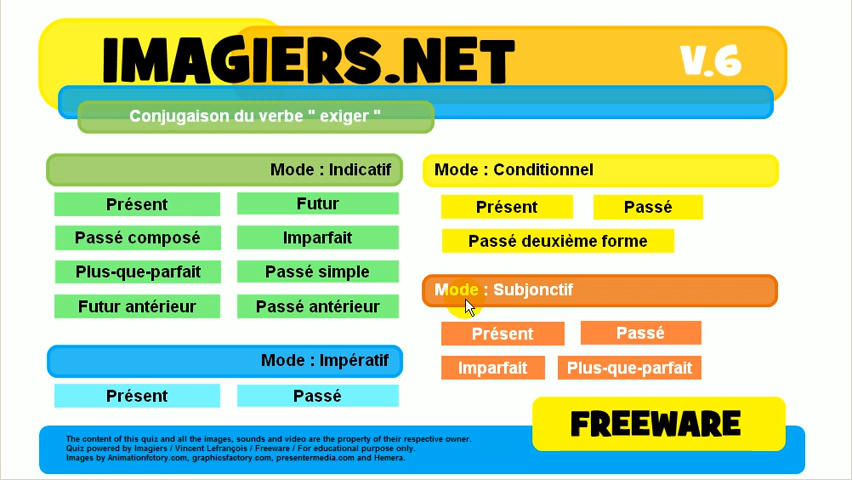 IMAGIERS.NET
V.6
Conjugaison du verbe " exiger "
Mode : Indicatif
Présent
Futur
Passé composé
Imparfait
Plus-que-parfait
Passé simple
Futur antérieur
Passé antérieur
Mode : Impératif
Présent
Passé
Mode : Conditionnel
Présent
Passé
Passé deuxième forme
Mode : Subjonctif
Présent
Passé
Imparfait
Plus-que-parfait
FREEWARE
The content of this quiz and all the images, sounds and video are the property of their respective owner.
Quiz powered by Imagiers / Vincent Lefrançois / Freeware / For educational purpose only.
Images by Animationfctory.com, graphicsfactory.com, presentermedia.com and Hemera.